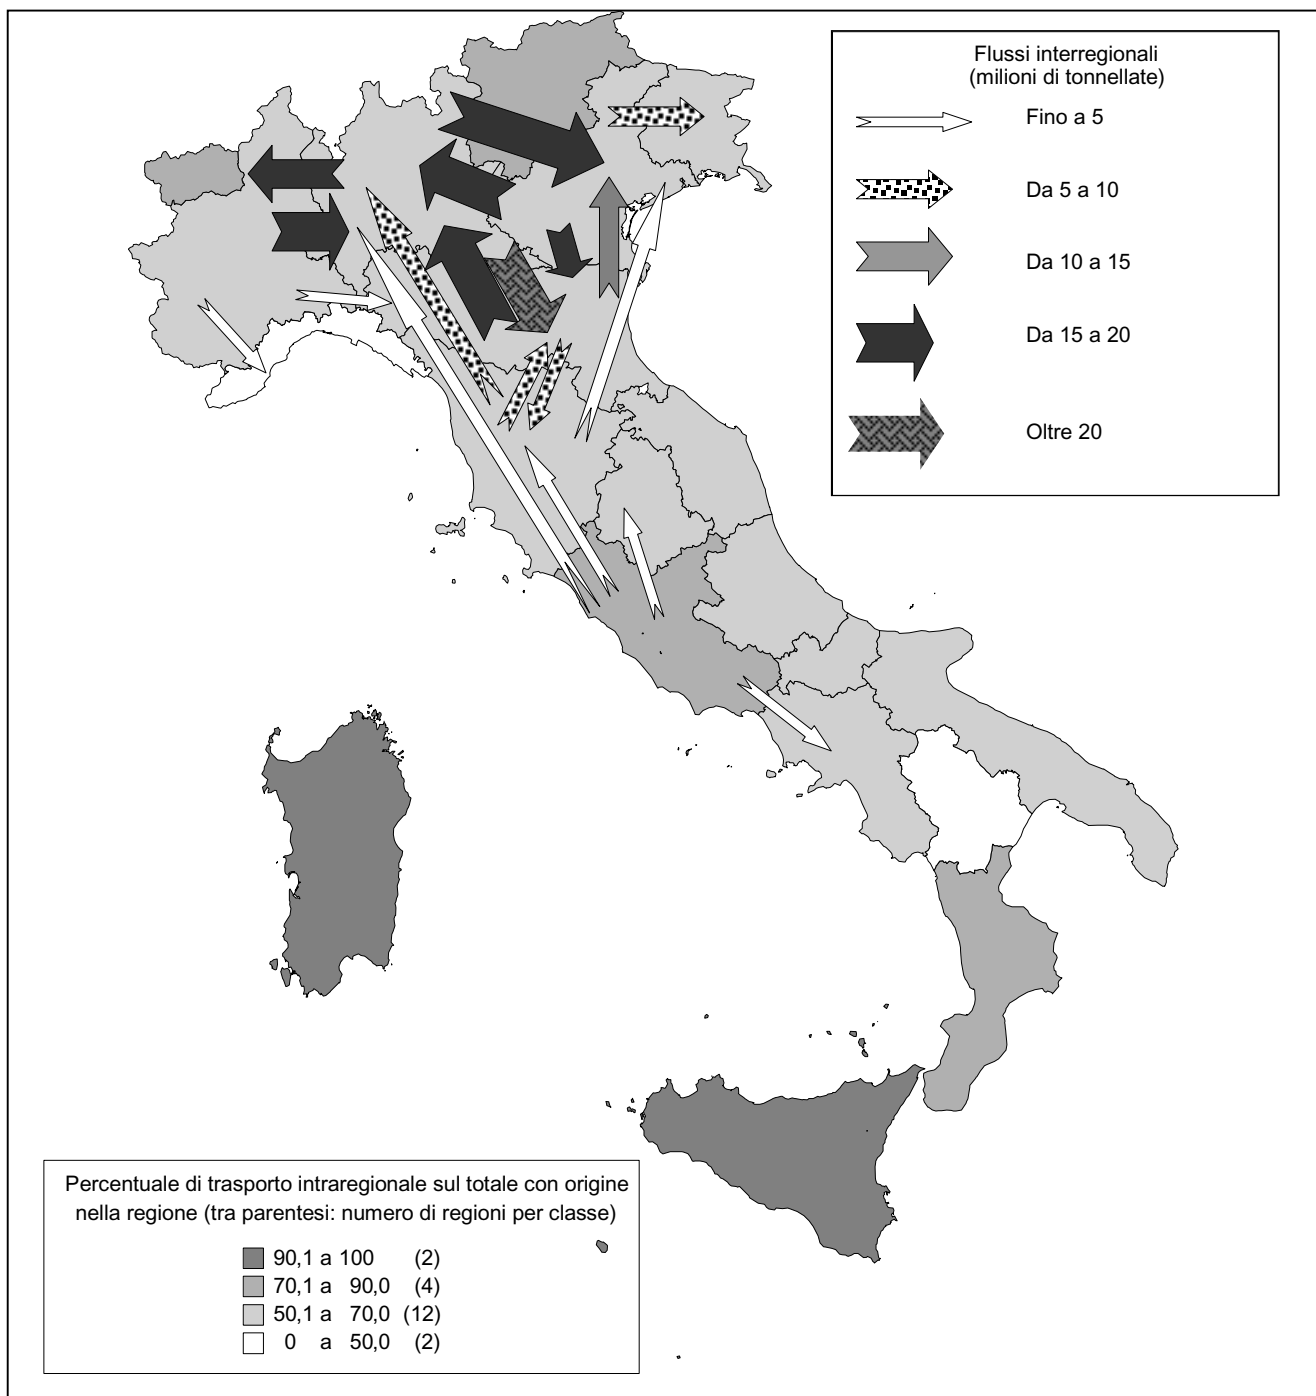 Flussi interregionali
(milioni di tonnellate)
Fino a 5
Da 5 a 10
Da 10 a 15
Da 15 a 20
Oltre 20
Percentuale di trasporto intraregionale sul totale con origine
nella regione (tra parentesi: numero di regioni per classe)
90,1 a 100 (2)
70,1 a 90,0 (4)
50,1 a 70,0 (12)
0 a 50,0 (2)